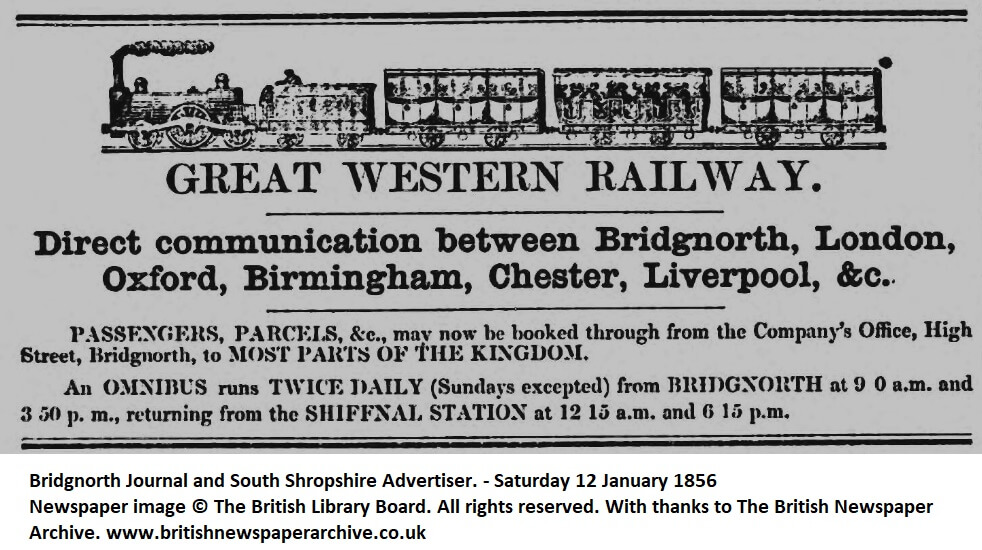 GREAT WESTERN RAILWAY.
Direct communication between Bridgnorth, London,
Oxford, Birmingham, Chester, Liverpool, &c..
PASSENGERS, PARCELS, &c., may now be booked through from the Company's Office, High
Street, Bridgnorth, to MOST PARTS OF THE KINGDOM.
An OMNIBUS runs TWICE DAILY (Sundays excepted) from BRIDGNORTH at 9 0 a.m. and
3 50 p. m., returning from the SHIFFNAL STATION at 12 15 a.m. and 6 15 p.m.
Bridgnorth Journal and South Shropshire Advertiser. - Saturday 12 January 1856
Newspaper image © The British Library Board. All rights reserved. With thanks to The British Newspaper
Archive. www.britishnewspaperarchive.co.uk